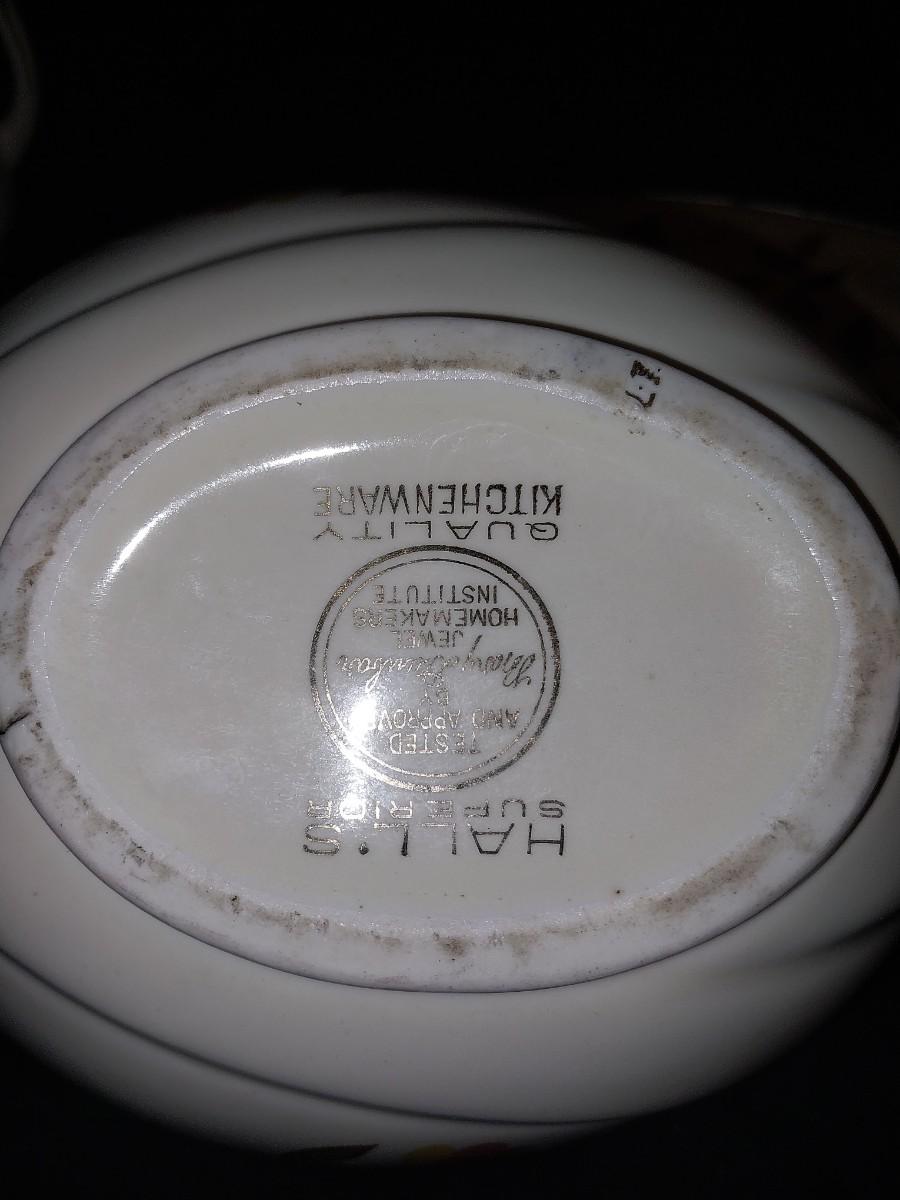 HALL'S
SUPERIOR
TESTED
AND APPROVED
BY
Mary Dunbar
JEWEL
HOMEMAKERS
INSTITUTE
QUALITY
KITCHENWARE